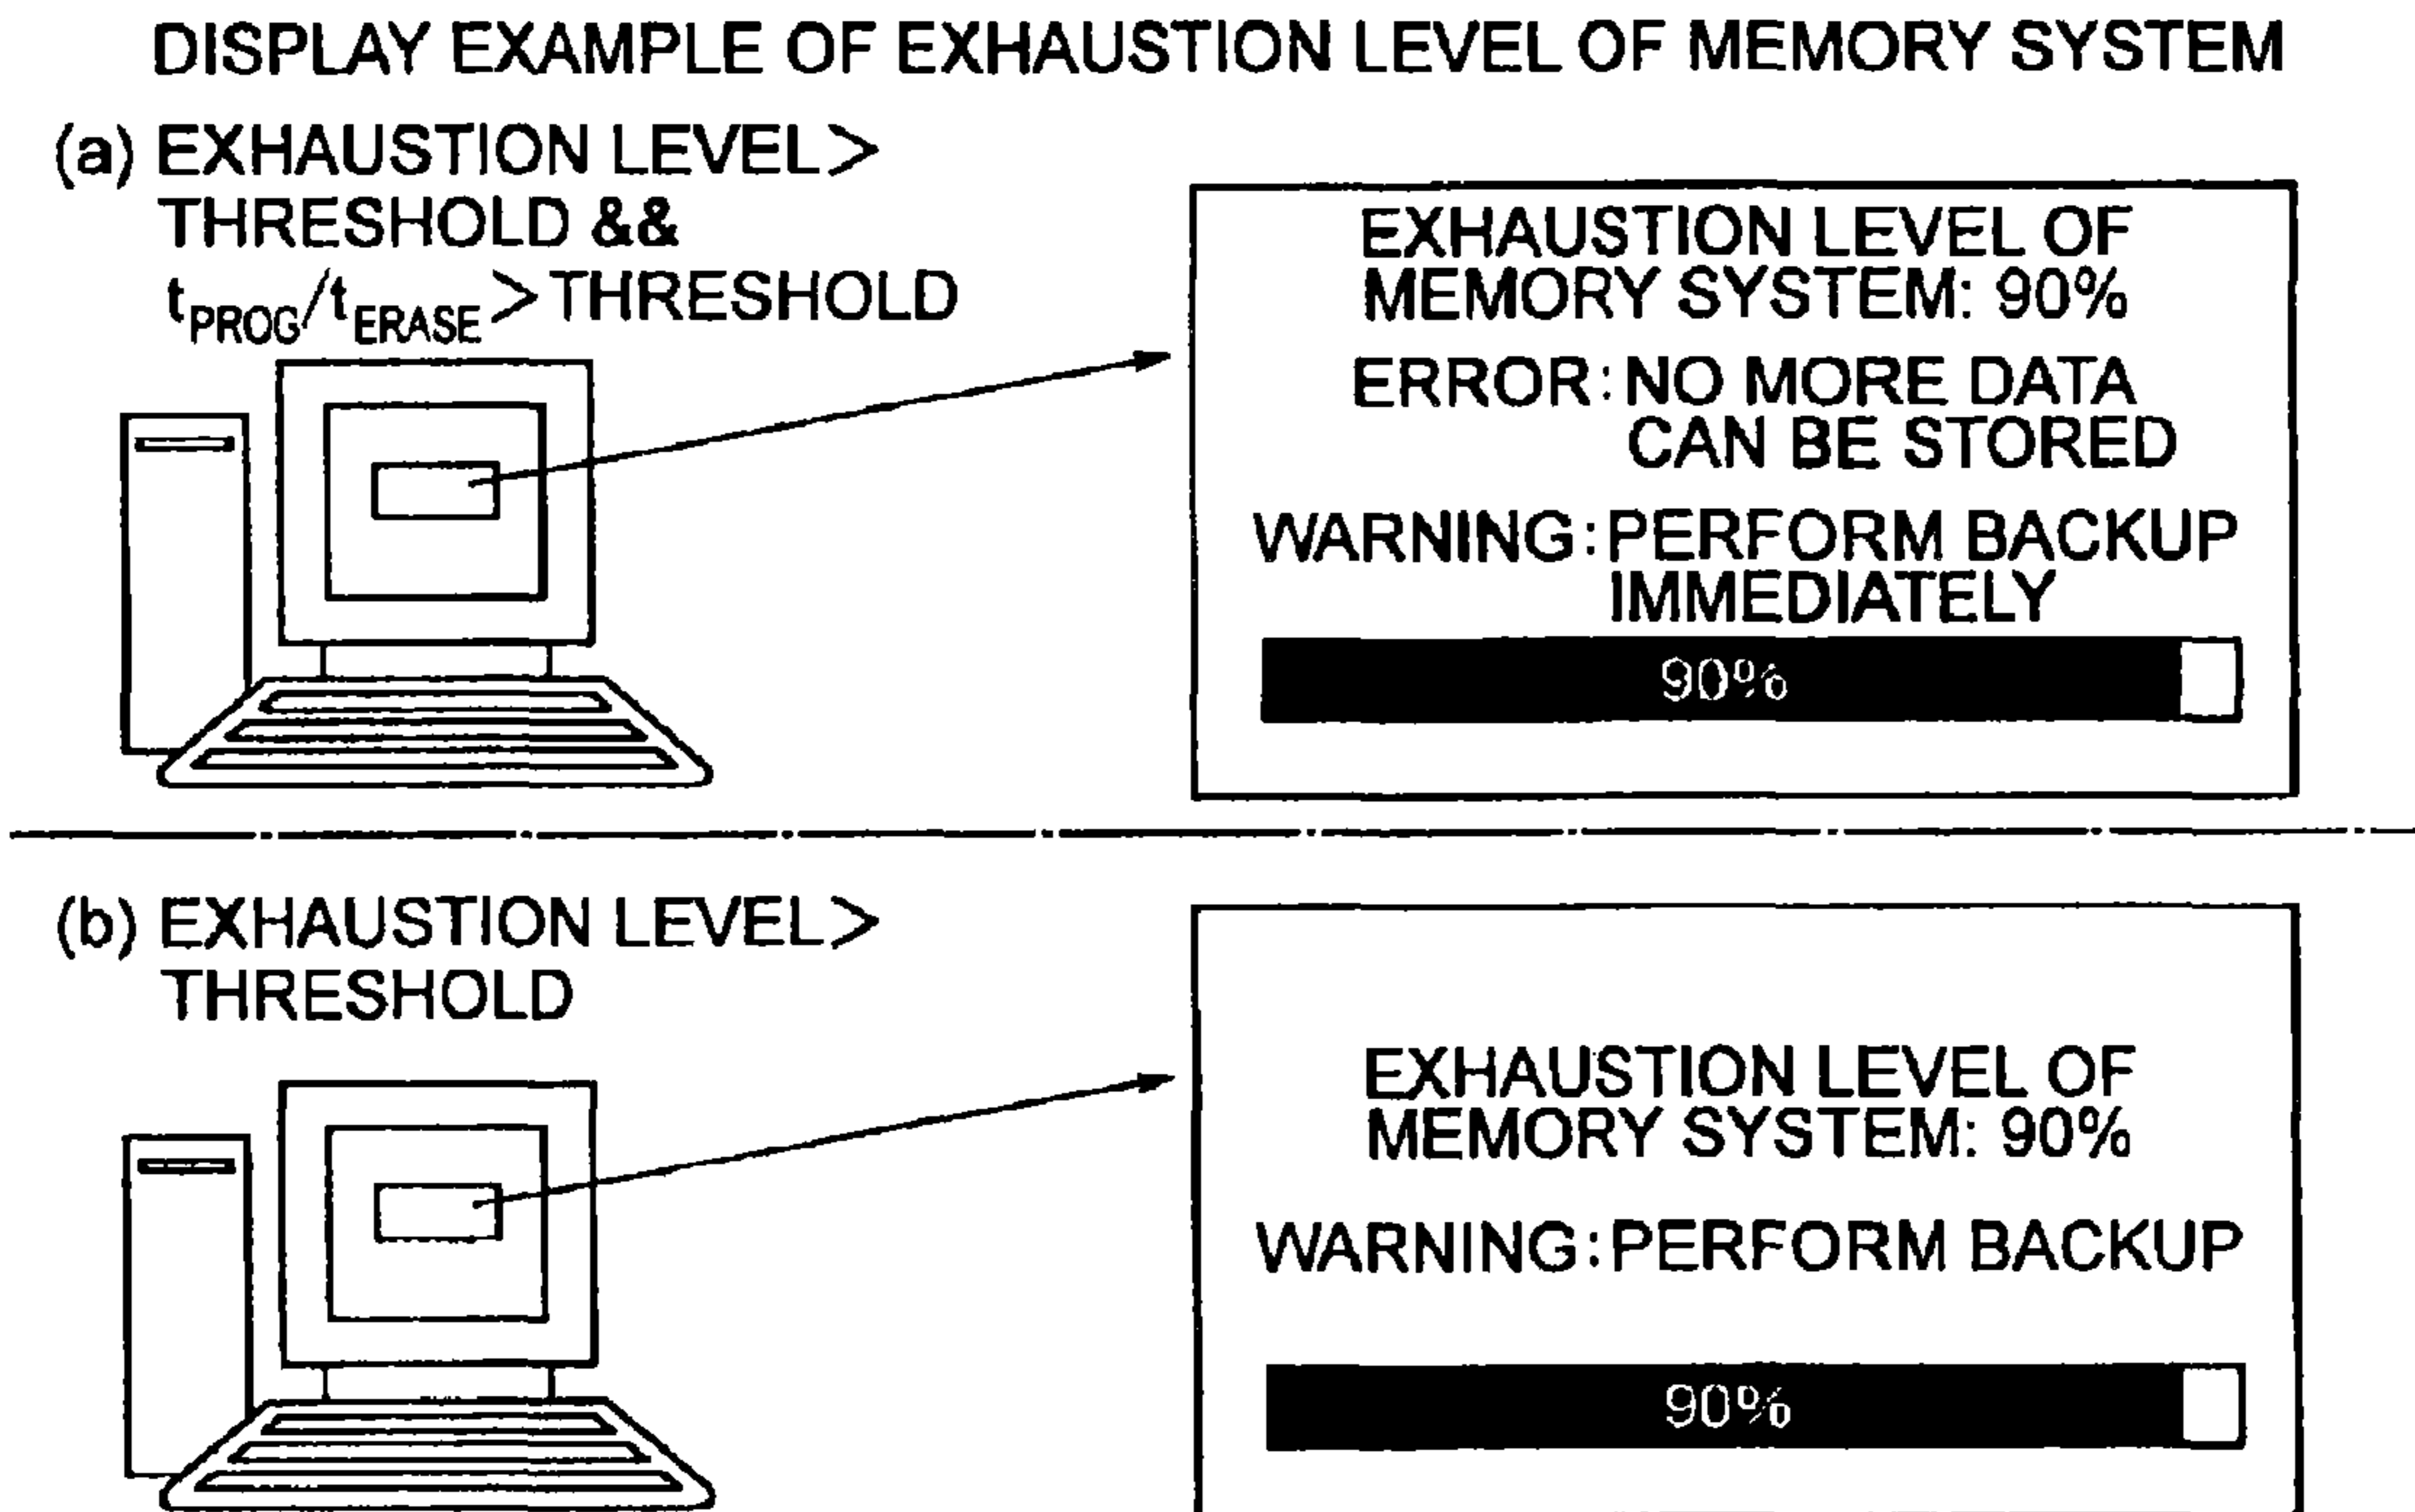 DISPLAY EXAMPLE OF EXHAUSTION LEVEL OF MEMORY SYSTEM
(a) EXHAUSTION LEVEL>
THRESHOLD &&
tPROG/tERASE>THRESHOLD
EXHAUSTION LEVEL OF
MEMORY SYSTEM: 90%
ERROR: NO MORE DATA
CAN BE STORED
WARNING: PERFORM BACKUP
IMMEDIATELY
90%
(b) EXHAUSTION LEVEL>
THRESHOLD
EXHAUSTION LEVEL OF
MEMORY SYSTEM: 90%
WARNING: PERFORM BACKUP
90%